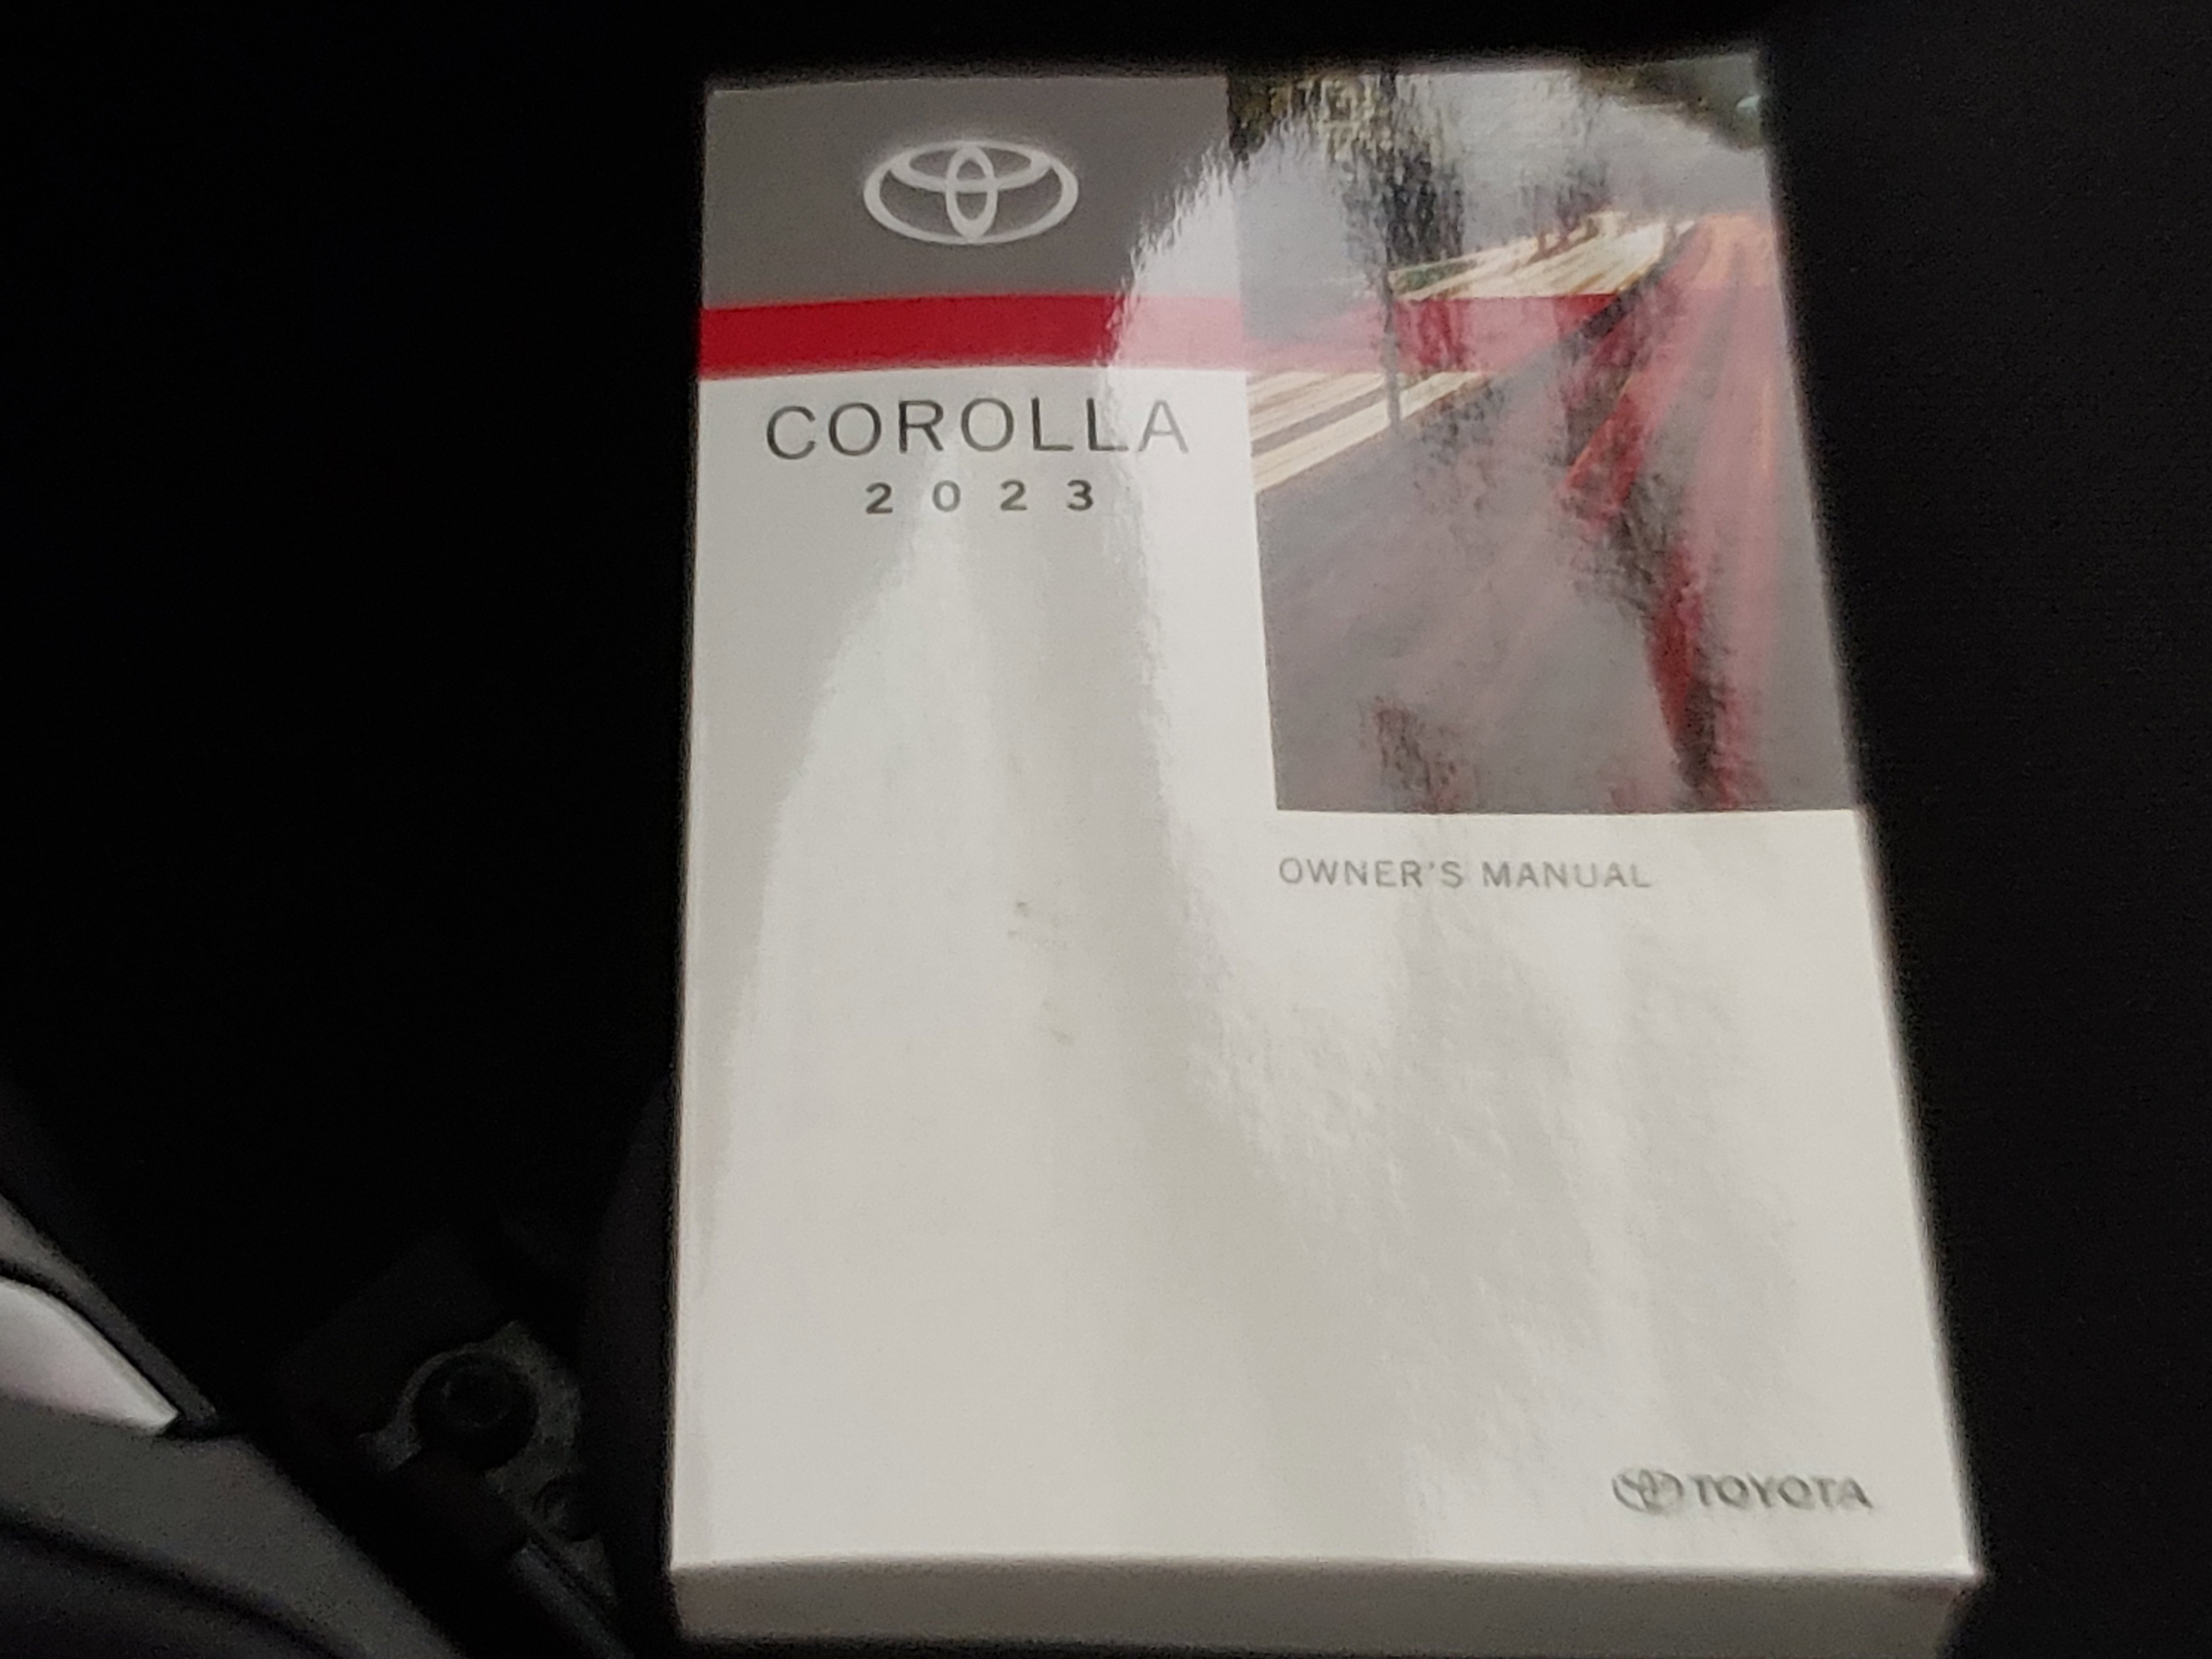 COROLLA
2023
OWNER'S MANUAL
TOYOTA